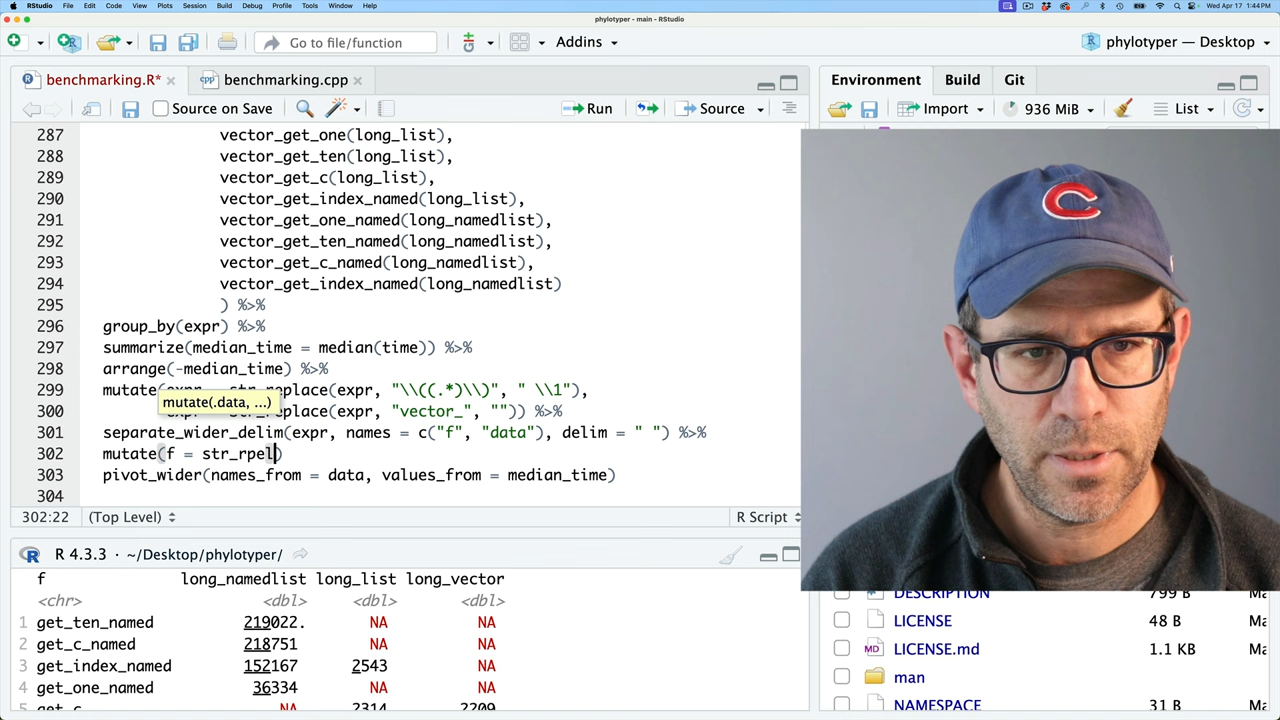 RStudio File Edit Code View Plots Session Build Debug Profile Tools Window Help Wed Apr 17 1:44 PM
phylotyper - main - RStudio
Go to file/function Addins phylotyper — Desktop
benchmarking.R* benchmarking.cpp Environment Build Git
Source on Save Run Source Import 936 MiB List
287 vector_get_one(long_list),
288 vector_get_ten(long_list),
289 vector_get_c(long_list),
290 vector_get_index_named(long_list),
291 vector_get_one_named(long_namedlist),
292 vector_get_ten_named(long_namedlist),
293 vector_get_c_named(long_namedlist),
294 vector_get_index_named(long_namedlist)
295 ) %>%
296 group_by(expr) %>%
297 summarize(median_time = median(time)) %>%
298 arrange(-median_time) %>%
299 mutate(expr = str_replace(expr, "\\((.*)\\)", " \\1"),
mutate(.data, ...)
300 expr = str_replace(expr, "vector_", "")) %>%
301 separate_wider_delim(expr, names = c("f", "data"), delim = " ") %>%
302 mutate(f = str_rpel)
303 pivot_wider(names_from = data, values_from = median_time)
304
302:22 (Top Level) R Script
R 4.3.3 · ~/Desktop/phylotyper/
f long_namedlist long_list long_vector
<chr> <dbl> <dbl> <dbl>
1 get_ten_named 219022. NA NA
2 get_c_named 218751 NA NA
3 get_index_named 152167 2543 NA
4 get_one_named 36334 NA NA
5 get_c NA 2314 2209
DESCRIPTION 799 B Ma
LICENSE 48 B Ma
LICENSE.md 1.1 KB Ma
man
NAMESPACE 31 B Ma
C